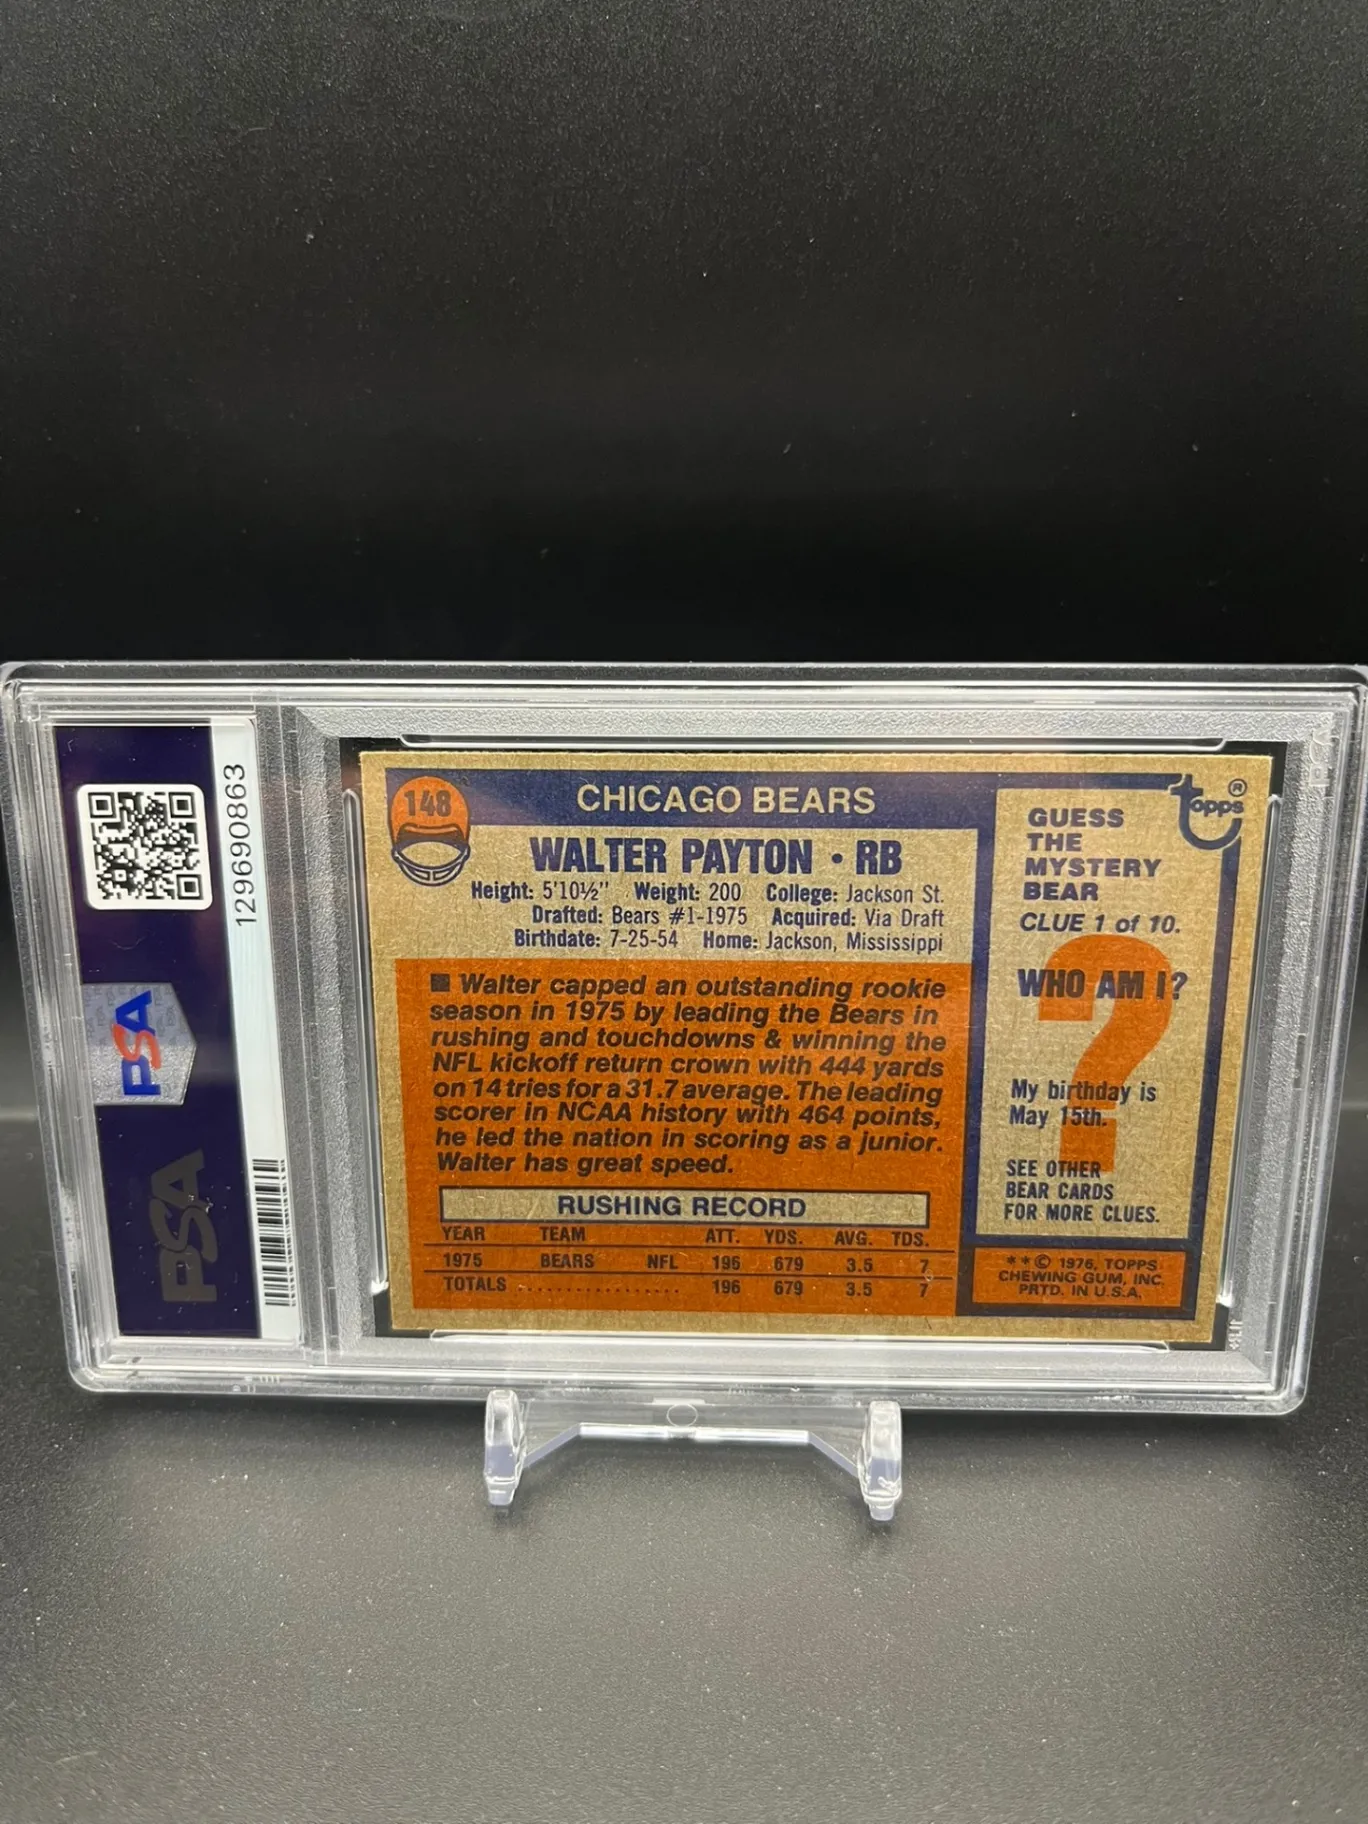 129690863
PSA
PSA
148
CHICAGO BEARS
WALTER PAYTON • RB
Height: 5'10½" Weight: 200 College: Jackson St.
Drafted: Bears #1-1975 Acquired: Via Draft
Birthdate: 7-25-54 Home: Jackson, Mississippi
■ Walter capped an outstanding rookie
season in 1975 by leading the Bears in
rushing and touchdowns & winning the
NFL kickoff return crown with 444 yards
on 14 tries for a 31.7 average. The leading
scorer in NCAA history with 464 points,
he led the nation in scoring as a junior.
Walter has great speed.
RUSHING RECORD
YEAR TEAM ATT. YDS. AVG. TDS.
1975 BEARS NFL 196 679 3.5 7
TOTALS ................. 196 679 3.5 7
topps®
GUESS
THE
MYSTERY
BEAR
CLUE 1 of 10.
WHO AM I?
?
My birthday is
May 15th.
SEE OTHER
BEAR CARDS
FOR MORE CLUES.
* * © 1976, TOPPS
CHEWING GUM, INC.
PRTD. IN U.S.A.